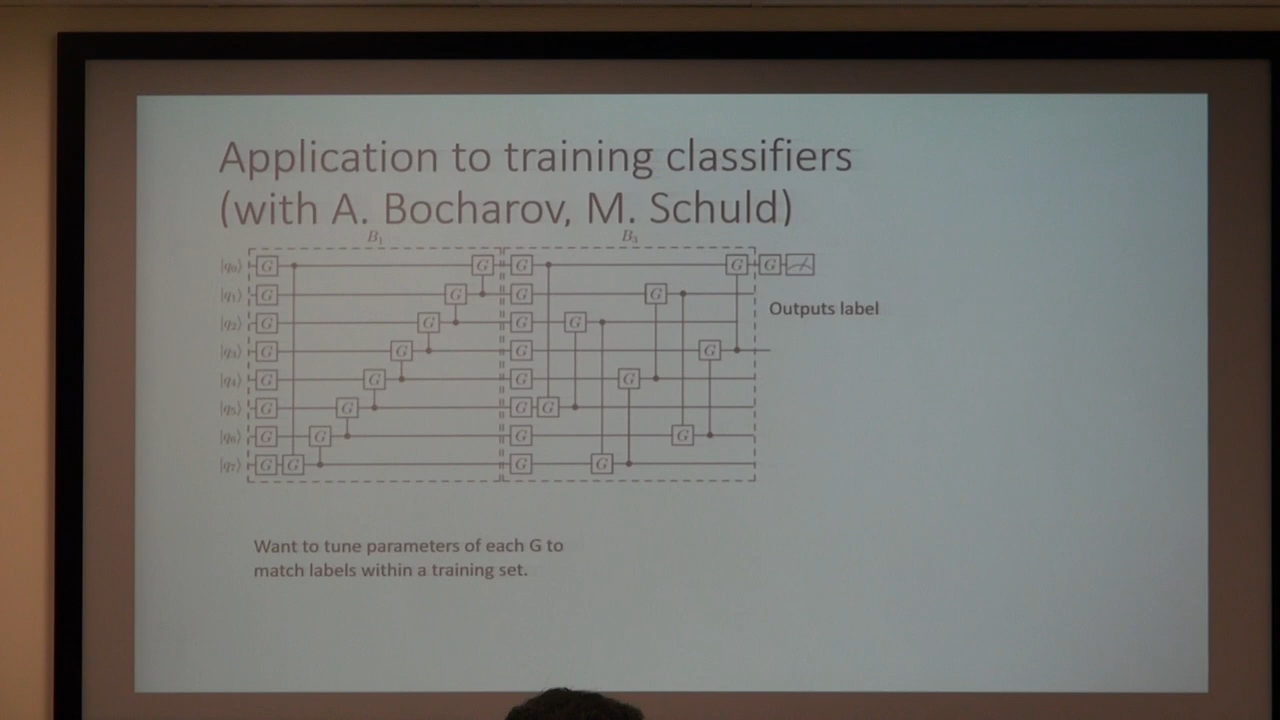 Application to training classifiers
(with A. Bocharov, M. Schuld)
B₁ B₃
|q₀⟩ G G G G G
|q₁⟩ G G G G
Outputs label
|q₂⟩ G G G G
|q₃⟩ G G G G
|q₄⟩ G G G G
|q₅⟩ G G G G
|q₆⟩ G G G G
|q₇⟩ G G G G
Want to tune parameters of each G to
match labels within a training set.